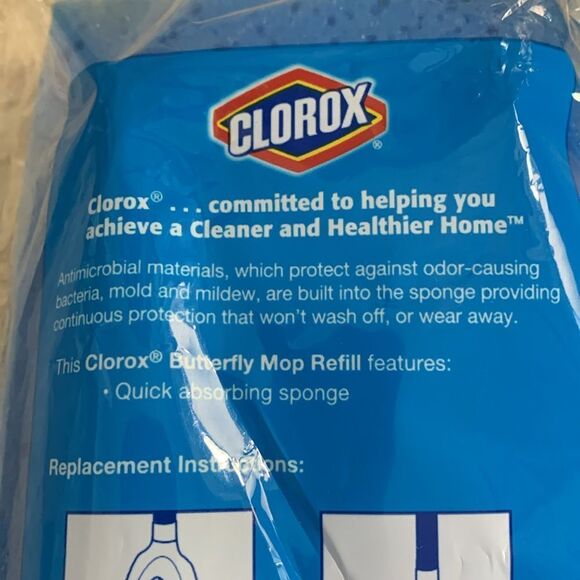 CLOROX®
Clorox® . . . committed to helping you
achieve a Cleaner and Healthier Home™
Antimicrobial materials, which protect against odor-causing
bacteria, mold and mildew, are built into the sponge providing
continuous protection that won't wash off, or wear away.
This Clorox® Butterfly Mop Refill features:
• Quick absorbing sponge
Replacement Instructions: